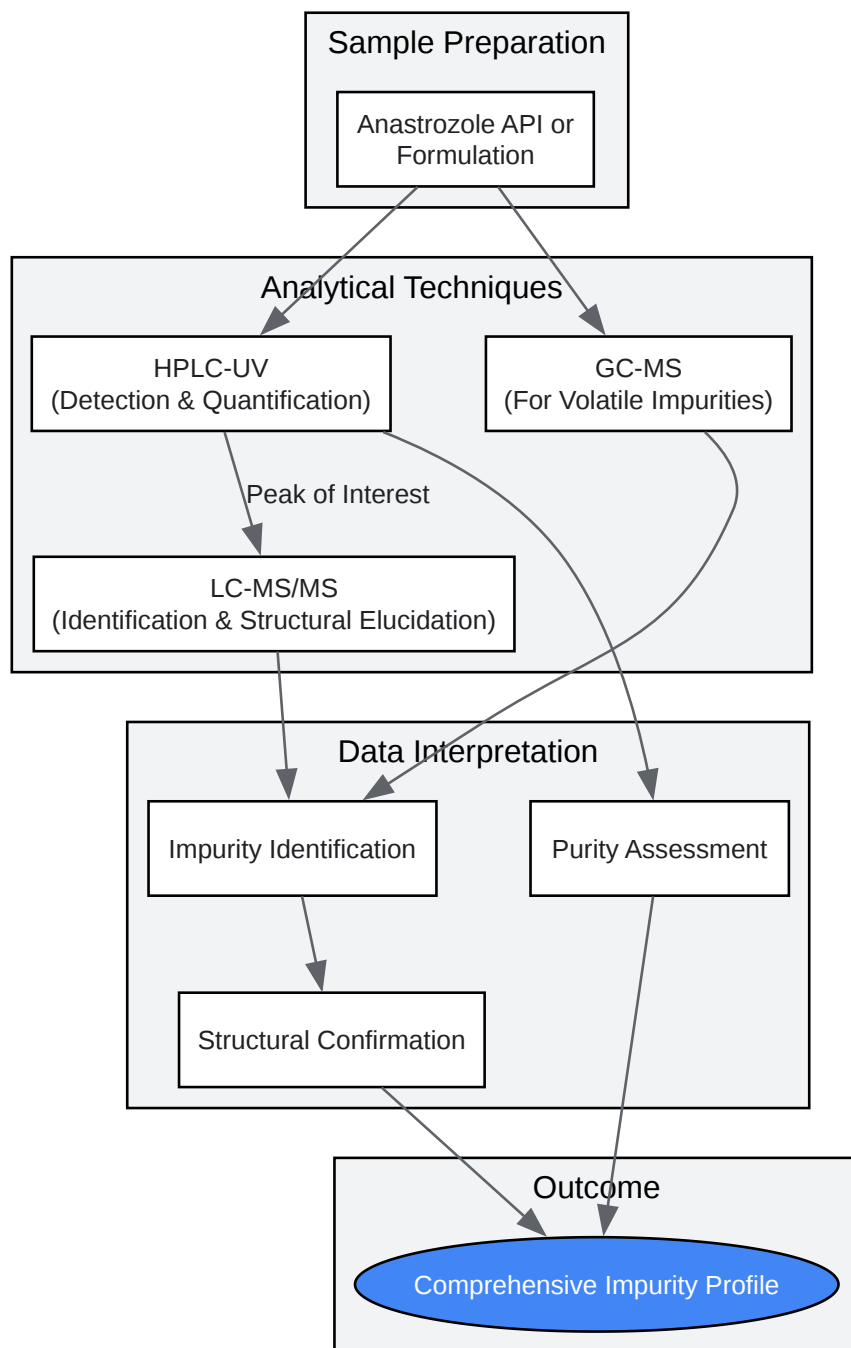 Sample Preparation
Anastrozole API or
Formulation
Analytical Techniques
HPLC-UV
(Detection & Quantification)
GC-MS
(For Volatile Impurities)
Peak of Interest
LC-MS/MS
(Identification & Structural Elucidation)
Data Interpretation
Impurity Identification
Purity Assessment
Structural Confirmation
Outcome
Comprehensive Impurity Profile